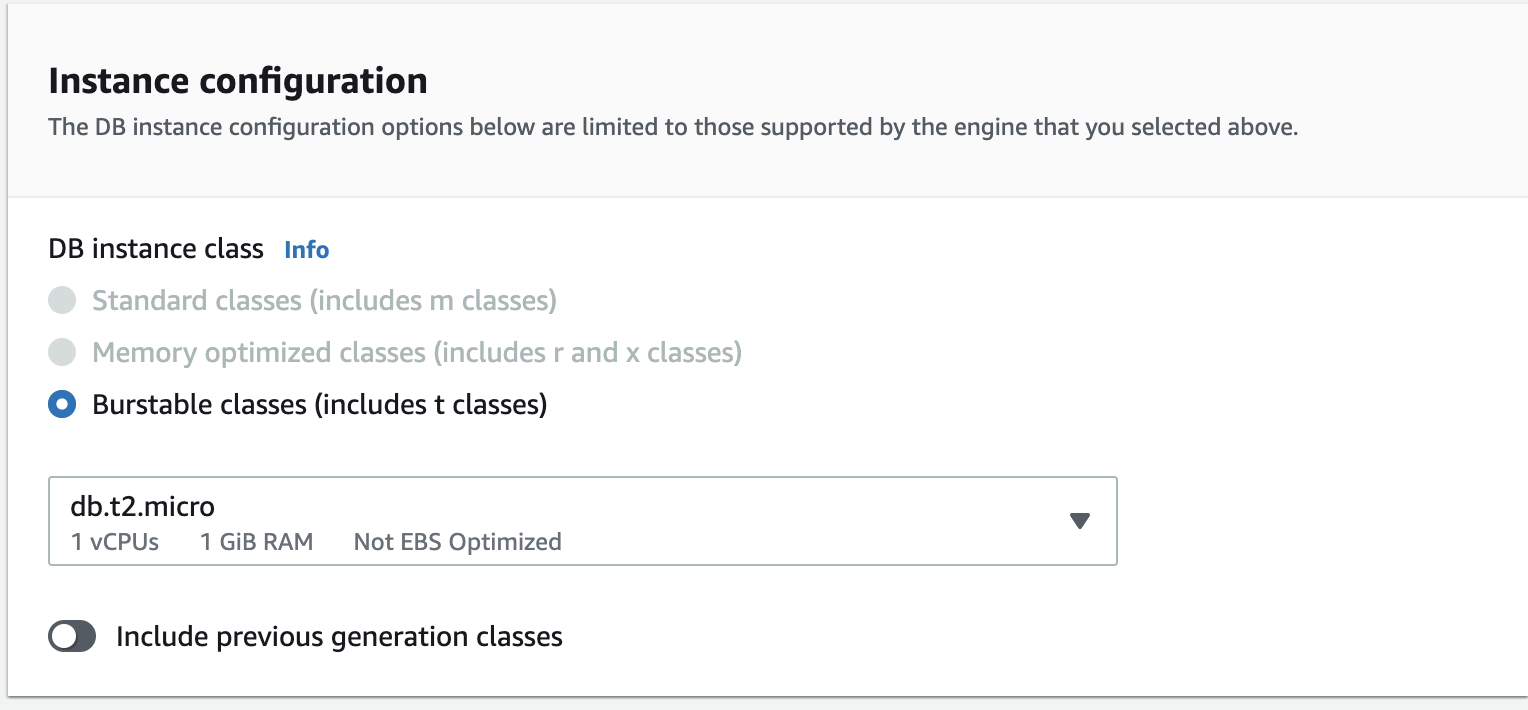 Instance configuration
The DB instance configuration options below are limited to those supported by the engine that you selected above.
DB instance class Info
Standard classes (includes m classes)
Memory optimized classes (includes r and x classes)
Burstable classes (includes t classes)
db.t2.micro
1 vCPUs 1 GiB RAM Not EBS Optimized
Include previous generation classes